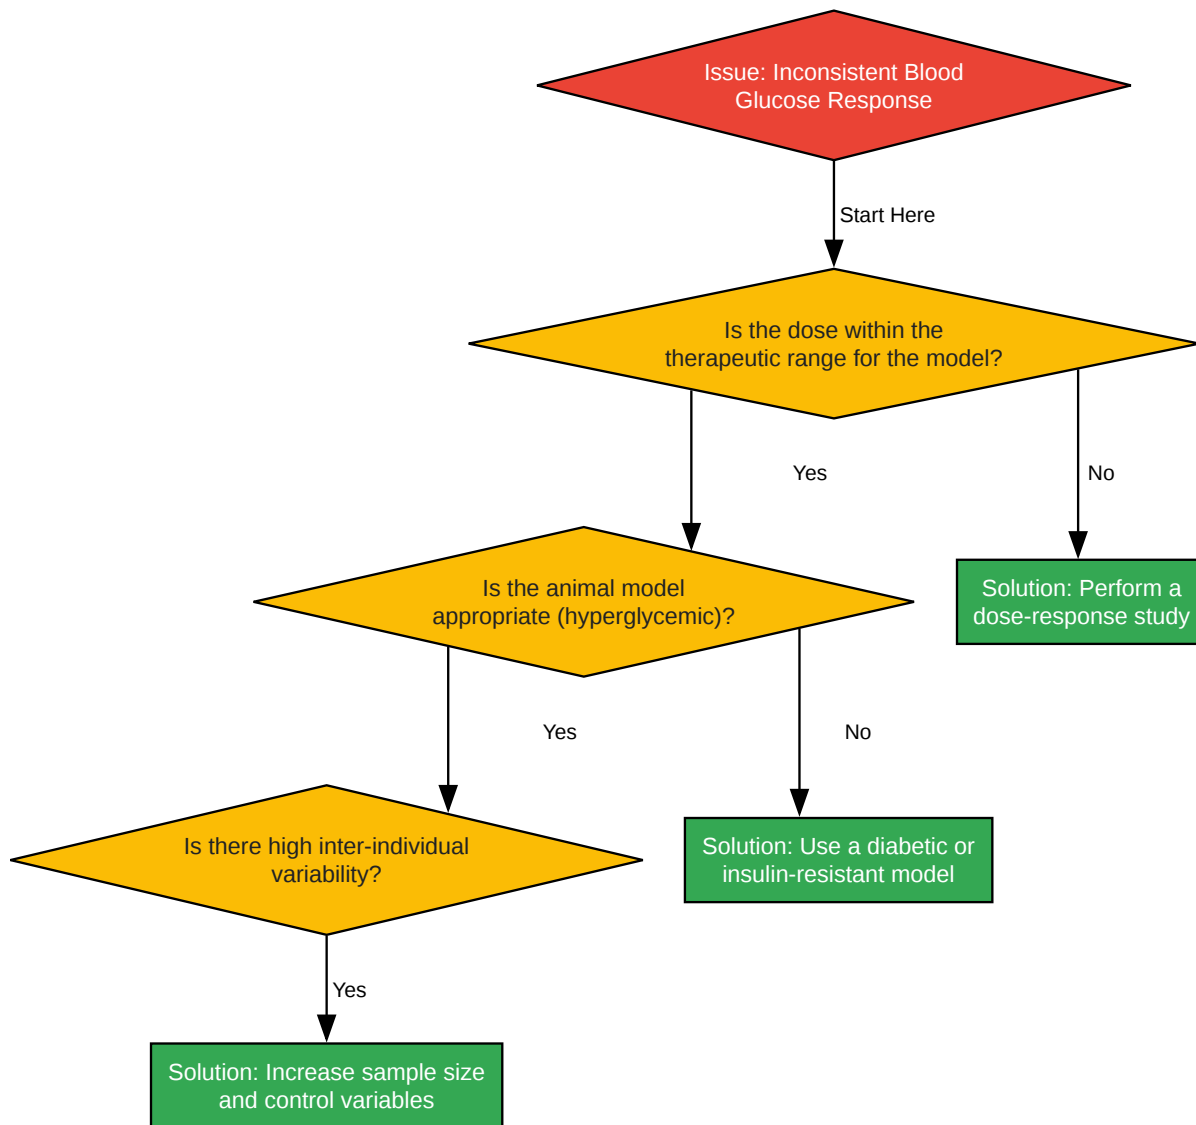 Issue: Inconsistent Blood
Glucose Response
Start Here
Is the dose within the
therapeutic range for the model?
Yes
No
Is the animal model
appropriate (hyperglycemic)?
Solution: Perform a
dose-response study
Yes
No
Is there high inter-individual
variability?
Solution: Use a diabetic or
insulin-resistant model
Yes
Solution: Increase sample size
and control variables